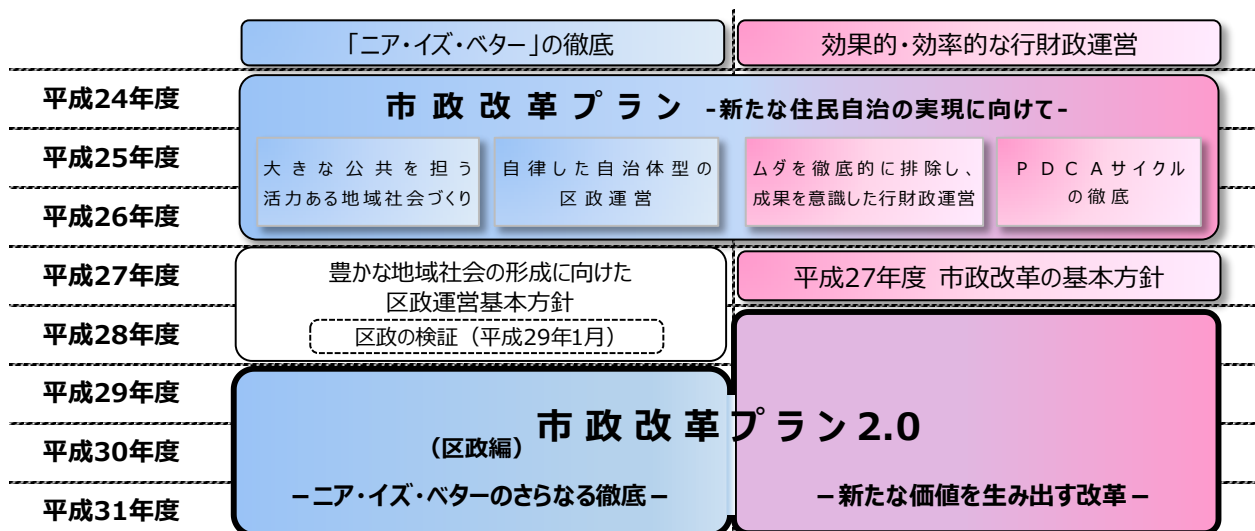 「ニア・イズ・ベター」の徹底
効果的・効率的な行財政運営
平成24年度
平成25年度
平成26年度
平成27年度
平成28年度
平成29年度
平成30年度
平成31年度
市政改革プラン -新たな住民自治の実現に向けて-
大きな公共を担う
活力ある地域社会づくり
自律した自治体型の
区政運営
ムダを徹底的に排除し、
成果を意識した行財政運営
PDCAサイクル
の徹底
豊かな地域社会の形成に向けた
区政運営基本方針
区政の検証（平成29年1月）
平成27年度 市政改革の基本方針
市政改革プラン2.0
（区政編）
－ニア・イズ・ベターのさらなる徹底－
－新たな価値を生み出す改革－